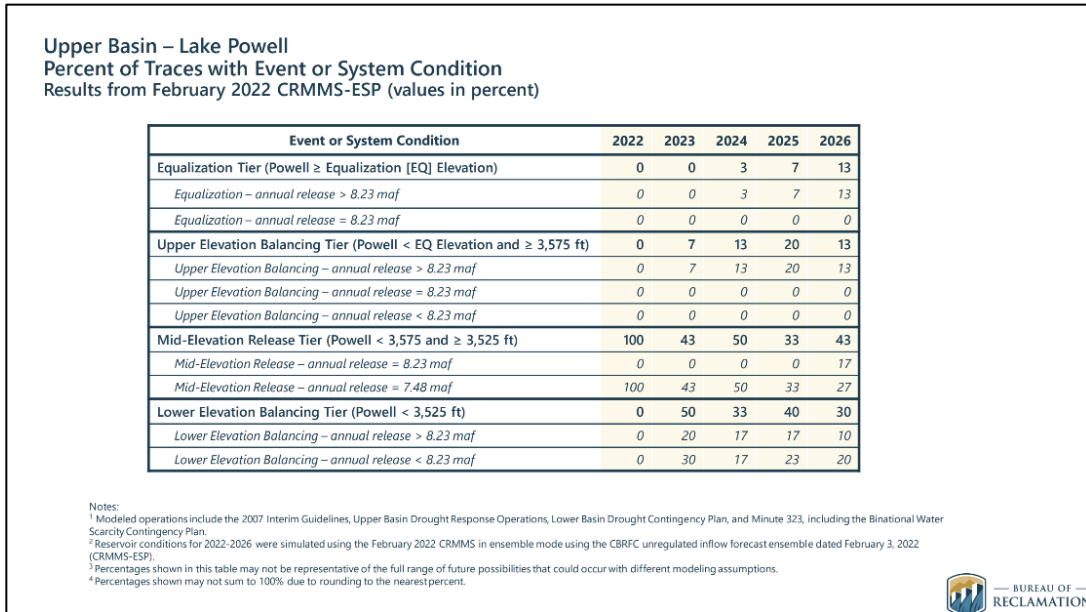 Upper Basin – Lake Powell
Percent of Traces with Event or System Condition
Results from February 2022 CRMMS-ESP (values in percent)
Event or System Condition 2022 2023 2024 2025 2026
Equalization Tier (Powell ≥ Equalization [EQ] Elevation) 0 0 3 7 13
Equalization – annual release > 8.23 maf 0 0 3 7 13
Equalization – annual release = 8.23 maf 0 0 0 0 0
Upper Elevation Balancing Tier (Powell < EQ Elevation and ≥ 3,575 ft) 0 7 13 20 13
Upper Elevation Balancing – annual release > 8.23 maf 0 7 13 20 13
Upper Elevation Balancing – annual release = 8.23 maf 0 0 0 0 0
Upper Elevation Balancing – annual release < 8.23 maf 0 0 0 0 0
Mid-Elevation Release Tier (Powell < 3,575 and ≥ 3,525 ft) 100 43 50 33 43
Mid-Elevation Release – annual release = 8.23 maf 0 0 0 0 17
Mid-Elevation Release – annual release = 7.48 maf 100 43 50 33 27
Lower Elevation Balancing Tier (Powell < 3,525 ft) 0 50 33 40 30
Lower Elevation Balancing – annual release > 8.23 maf 0 20 17 17 10
Lower Elevation Balancing – annual release < 8.23 maf 0 30 17 23 20
Notes:
¹ Modeled operations include the 2007 Interim Guidelines, Upper Basin Drought Response Operations, Lower Basin Drought Contingency Plan, and Minute 323, including the Binational Water
Scarcity Contingency Plan.
² Reservoir conditions for 2022-2026 were simulated using the February 2022 CRMMS in ensemble mode using the CBRFC unregulated inflow forecast ensemble dated February 3, 2022
(CRMMS-ESP).
³ Percentages shown in this table may not be representative of the full range of future possibilities that could occur with different modeling assumptions.
⁴ Percentages shown may not sum to 100% due to rounding to the nearest percent.
— BUREAU OF —
RECLAMATION